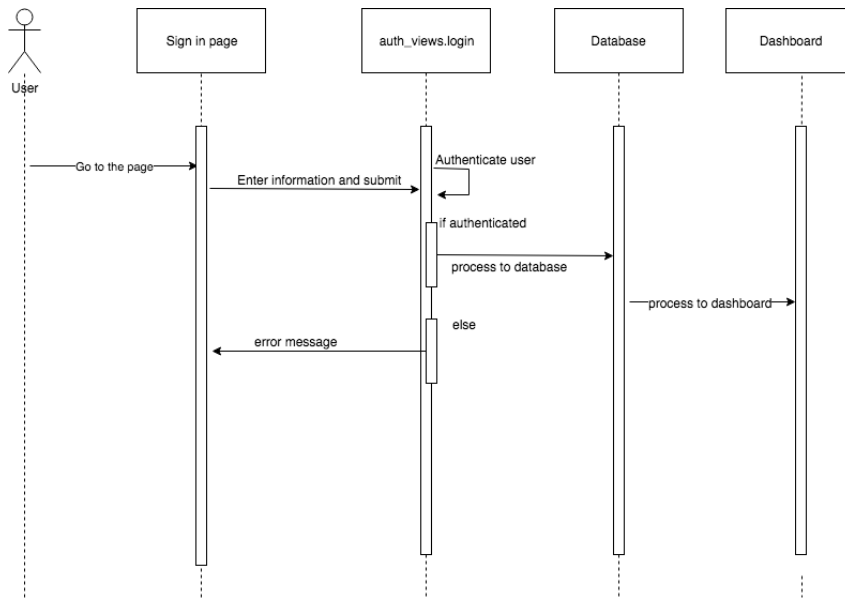 Sign in page
auth_views.login
Database
Dashboard
User
Go to the page
Authenticate user
Enter information and submit
if authenticated
process to database
process to dashboard
else
error message